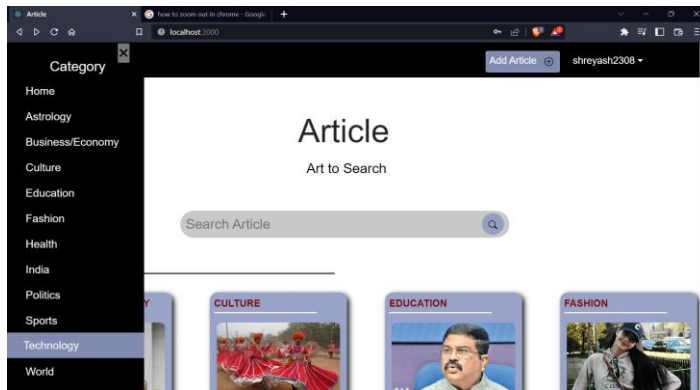 Article
how to zoom out in chrome - Googl
localhost:3000
Category
Add Article
shreyash2308
Home
Astrology
Business/Economy
Culture
Education
Fashion
Health
India
Politics
Sports
Technology
World
Article
Art to Search
Search Article
Y
CULTURE
EDUCATION
FASHION